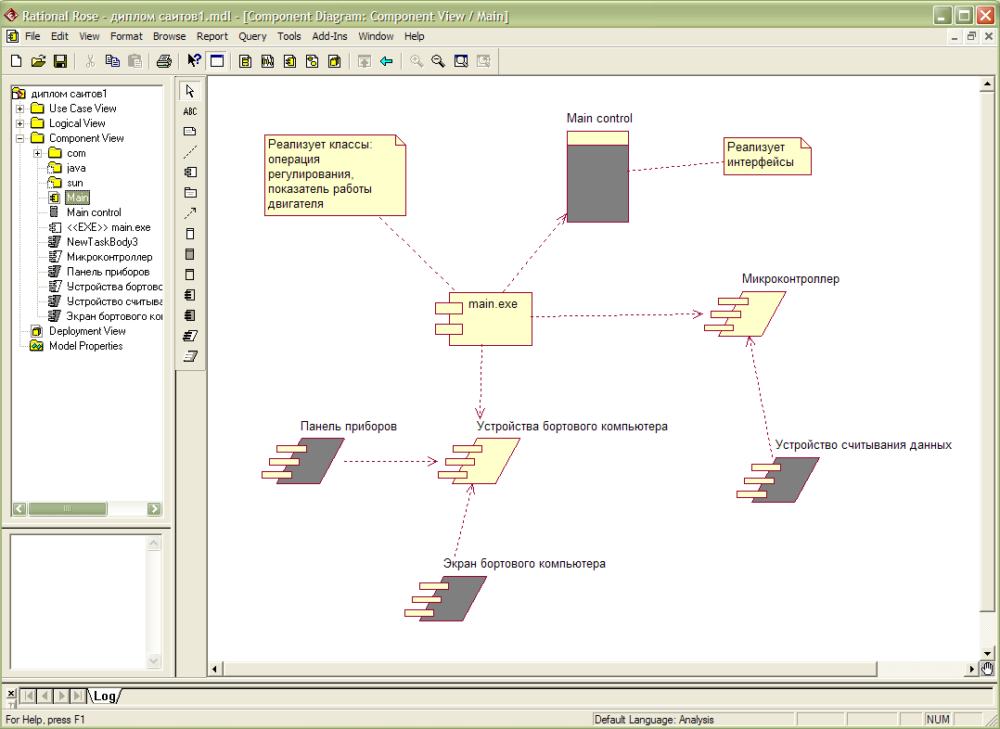 Rational Rose - диплом саитов1.mdl - [Component Diagram: Component View / Main]
File Edit View Format Browse Report Query Tools Add-Ins Window Help
диплом саитов1
Use Case View
Logical View
Component View
com
java
sun
Main
Main control
<<EXE>> main.exe
NewTaskBody3
Микроконтроллер
Панель приборов
Устройства бортово
Устройство считыва
Экран бортового ко
Deployment View
Model Properties
ABC
Main control
Реализует классы:
операция
регулирования,
показатель работы
двигателя
Реализует
интерфейсы
Микроконтроллер
main.exe
Панель приборов
Устройства бортового компьютера
Устройство считывания данных
Экран бортового компьютера
Log
For Help, press F1
Default Language: Analysis
NUM